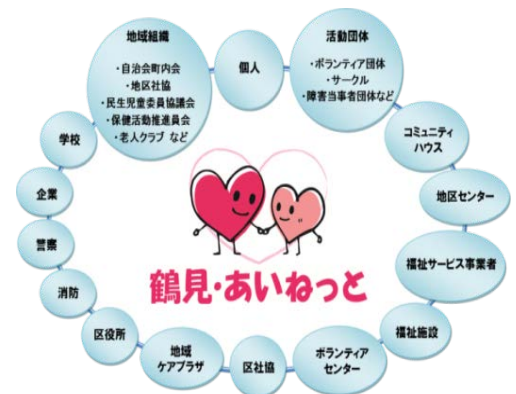 地域組織
・自治会町内会
・地区社協
・民生児童委員協議会
・保健活動推進員会
・老人クラブ など
個人
活動団体
・ボランティア団体
・サークル
・障害当事者団体など
コミュニティ
ハウス
地区センター
福祉サービス事業者
福祉施設
ボランティア
センター
区社協
地域
ケアプラザ
区役所
消防
警察
企業
学校
鶴見・あいねっと